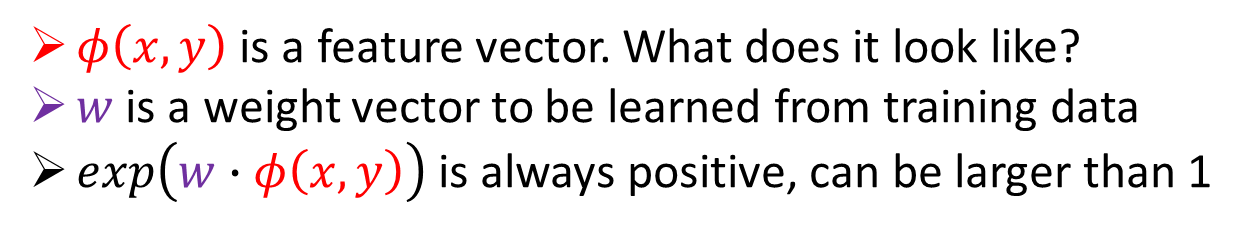 ➢ ϕ(x, y) is a feature vector. What does it look like?
➢ w is a weight vector to be learned from training data
➢ exp(w · ϕ(x, y)) is always positive, can be larger than 1